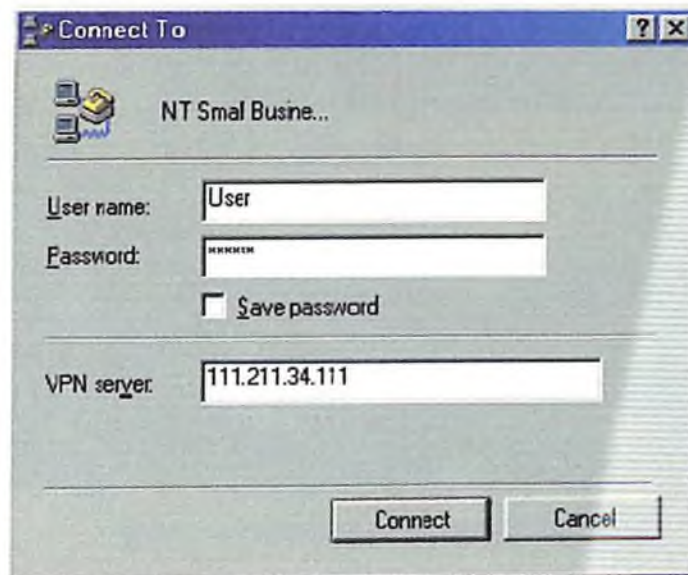 Connect To
NT Smal Busine...
User name:
User
Password:
******
Save password
VPN server:
111.211.34.111
Connect
Cancel